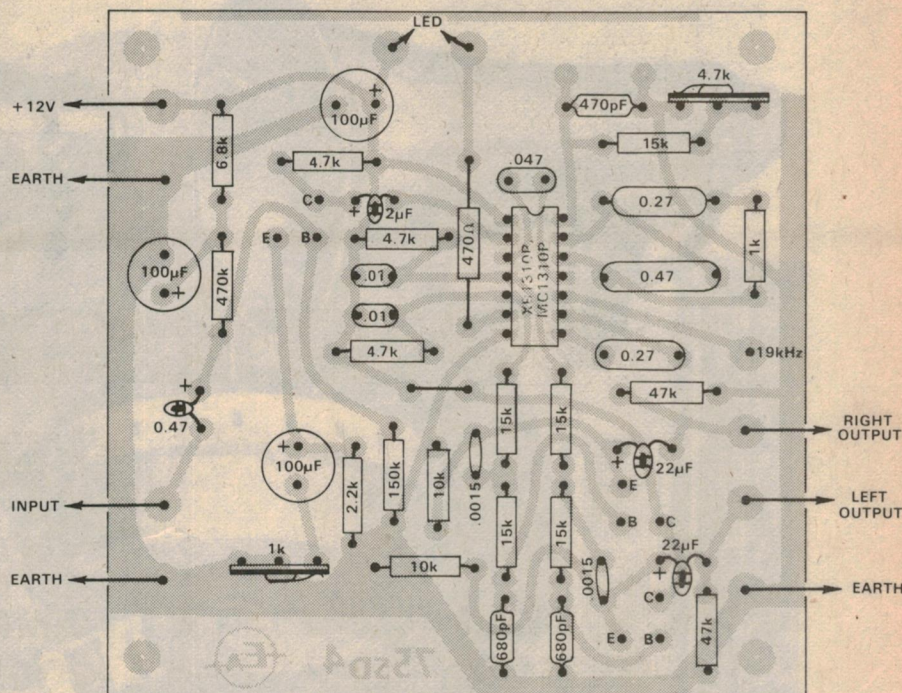 LED
+12V
100µF
+
470pF
4.7k
6.8k
15k
EARTH
4.7k
.047
C
+
2µF
0.27
E
B
4.7k
470Ω
1k
100µF
+
470k
.01
XR1310P,
MC1310P
0.47
.01
4.7k
0.27
19kHz
+
0.47
47k
15k
15k
RIGHT
OUTPUT
+
100µF
2.2k
150k
10k
.0015
+
22µF
E
INPUT
LEFT
OUTPUT
15k
15k
B
C
1k
22µF
+
EARTH
10k
.0015
C
EARTH
680pF
680pF
E
B
47k
75SD4
EA